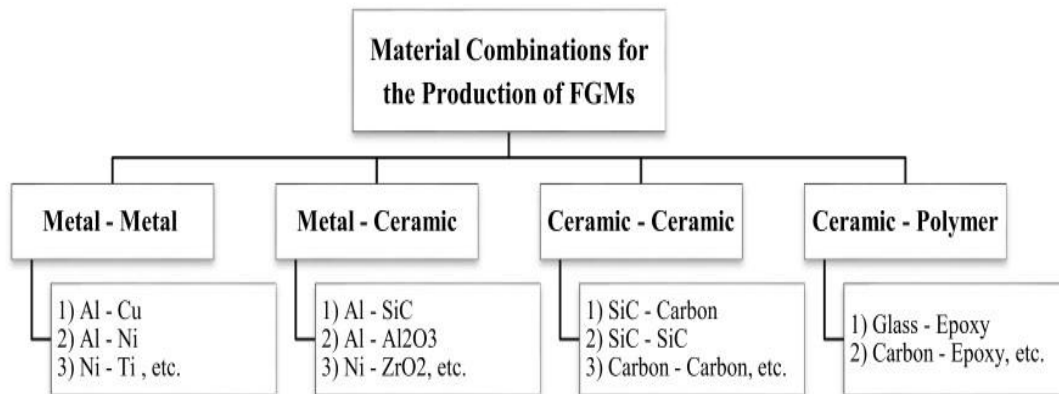 Material Combinations for
the Production of FGMs
Metal - Metal
1) Al - Cu
2) Al - Ni
3) Ni - Ti , etc.
Metal - Ceramic
1) Al - SiC
2) Al - Al2O3
3) Ni - ZrO2, etc.
Ceramic - Ceramic
1) SiC - Carbon
2) SiC - SiC
3) Carbon - Carbon, etc.
Ceramic - Polymer
1) Glass - Epoxy
2) Carbon - Epoxy, etc.